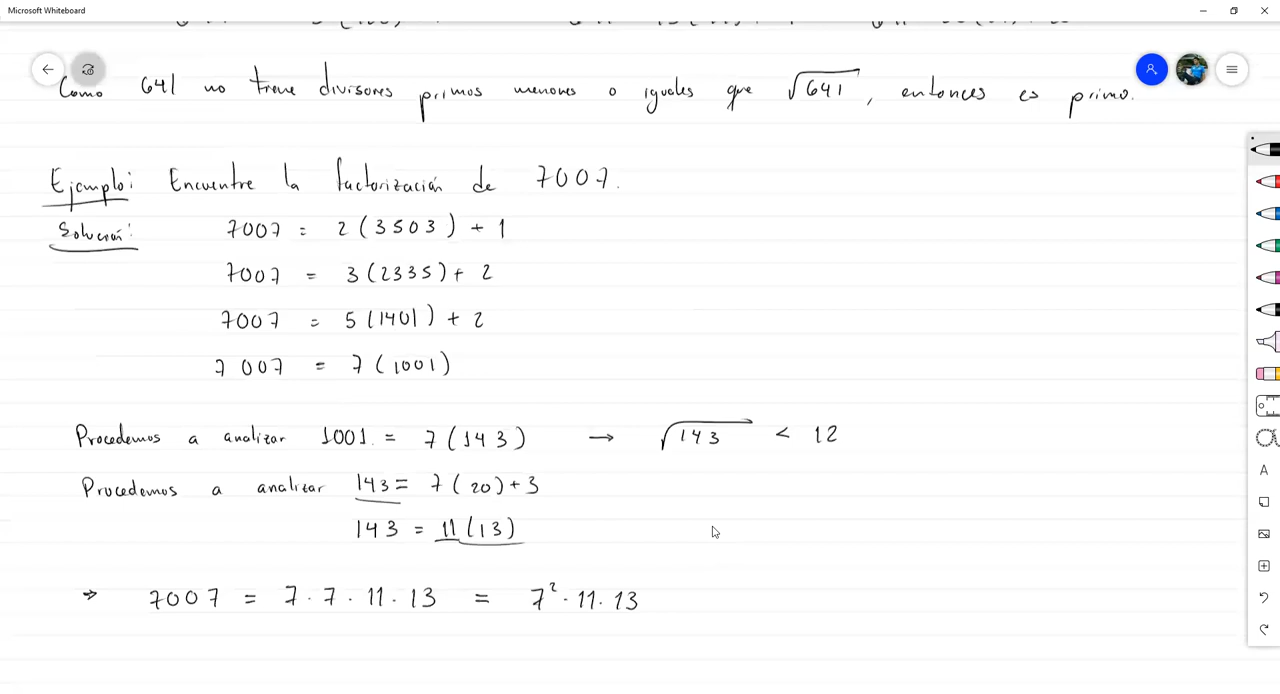 Microsoft Whiteboard
Como 641 no tiene divisores primos menores o iguales que √641, entonces es primo.
Ejemplo: Encuentre la factorización de 7007.
Solución: 7007 = 2(3503) + 1
7007 = 3(2335) + 2
7007 = 5(1401) + 2
7007 = 7(1001)
Procedemos a analizar 1001. = 7(143) → √143 < 12
Procedemos a analizar 143 = 7(20)+3
143 = 11(13)
⇒ 7007 = 7·7·11·13 = 7²·11·13
A